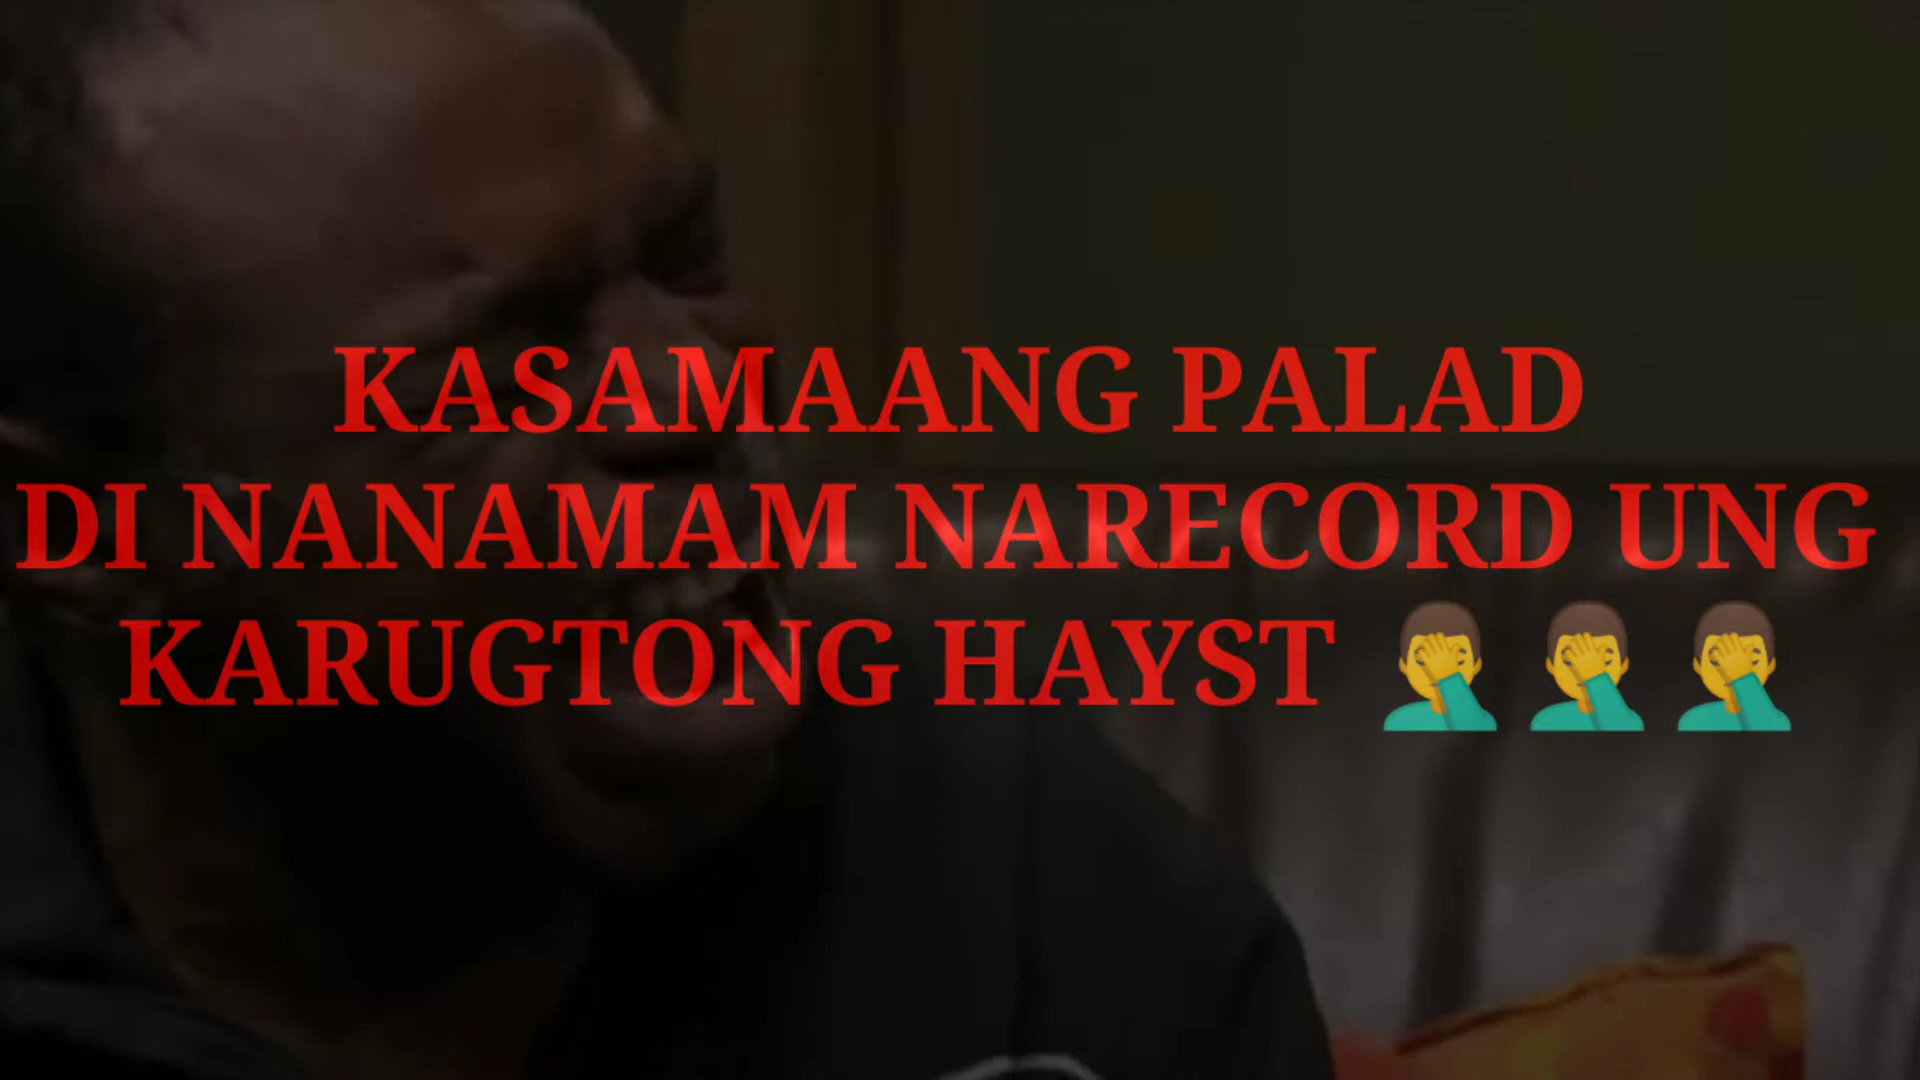 KASAMAANG PALAD
DI NANAMAM NARECORD UNG
KARUGTONG HAYST 🤦‍♂️🤦‍♂️🤦‍♂️